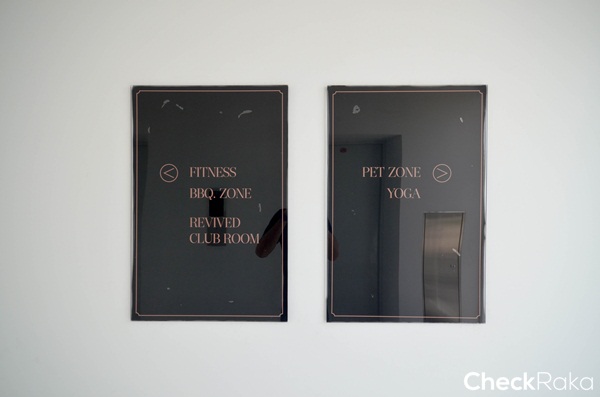 < FITNESS
BBQ. ZONE
REVIVED
CLUB ROOM
PET ZONE >
YOGA
CheckRaka